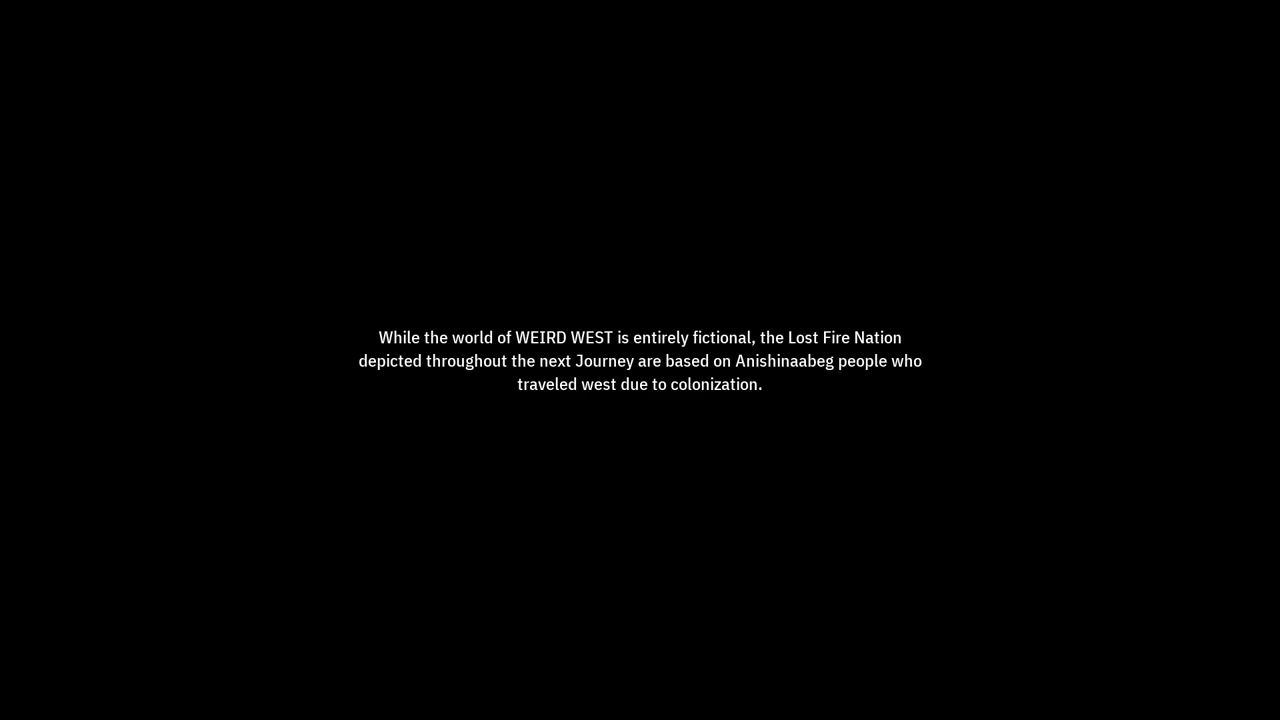 While the world of WEIRD WEST is entirely fictional, the Lost Fire Nation
depicted throughout the next Journey are based on Anishinaabeg people who
traveled west due to colonization.